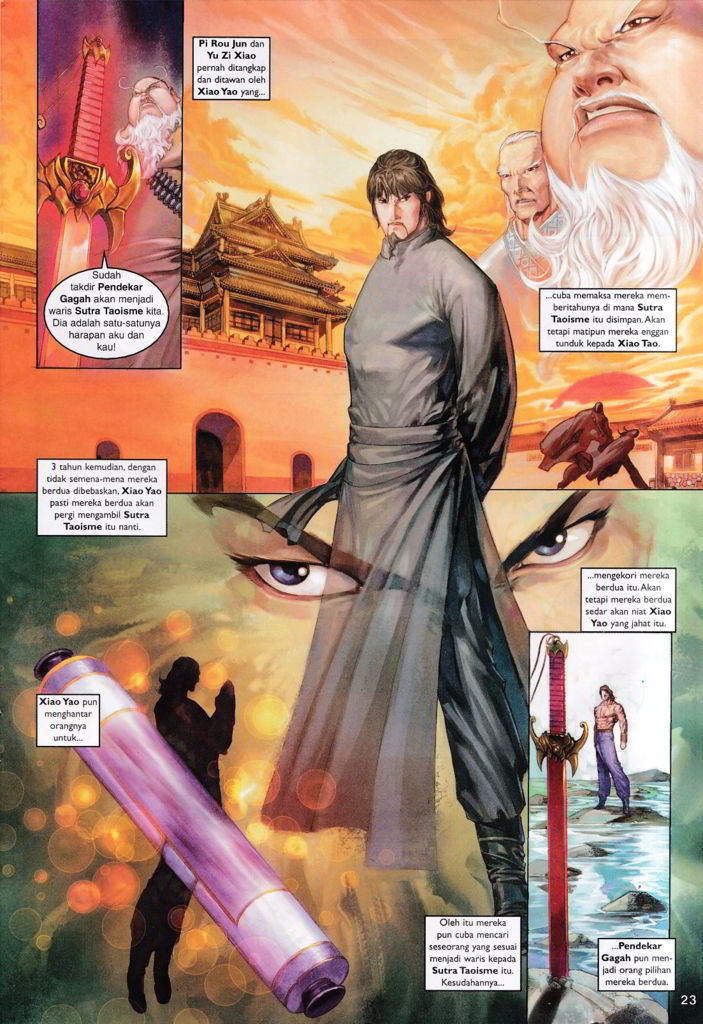 Pi Rou Jun dan
Yu Zi Xiao
pernah ditangkap
dan ditawan oleh
Xiao Yao yang...
Sudah
takdir Pendekar
Gagah akan menjadi
waris Sutra Taoisme kita.
Dia adalah satu-satunya
harapan aku dan
kau!
...cuba memaksa mereka mem-
beritahunya di mana Sutra
Taoisme itu disimpan. Akan
tetapi matipun mereka enggan
tunduk kepada Xiao Tao.
3 tahun kemudian, dengan
tidak semena-mena mereka
berdua dibebaskan, Xiao Yao
pasti mereka berdua akan
pergi mengambil Sutra
Taoisme itu nanti.
...mengekori mereka
berdua itu. Akan
tetapi mereka berdua
sedar akan niat Xiao
Yao yang jahat itu.
Xiao Yao pun
menghantar
orangnya
untuk...
Oleh itu mereka
pun cuba mencari
seseorang yang sesuai
menjadi waris kepada
Sutra Taoisme itu.
Kesudahannya...
...Pendekar
Gagah pun men-
jadi orang pilihan
mereka berdua.
23